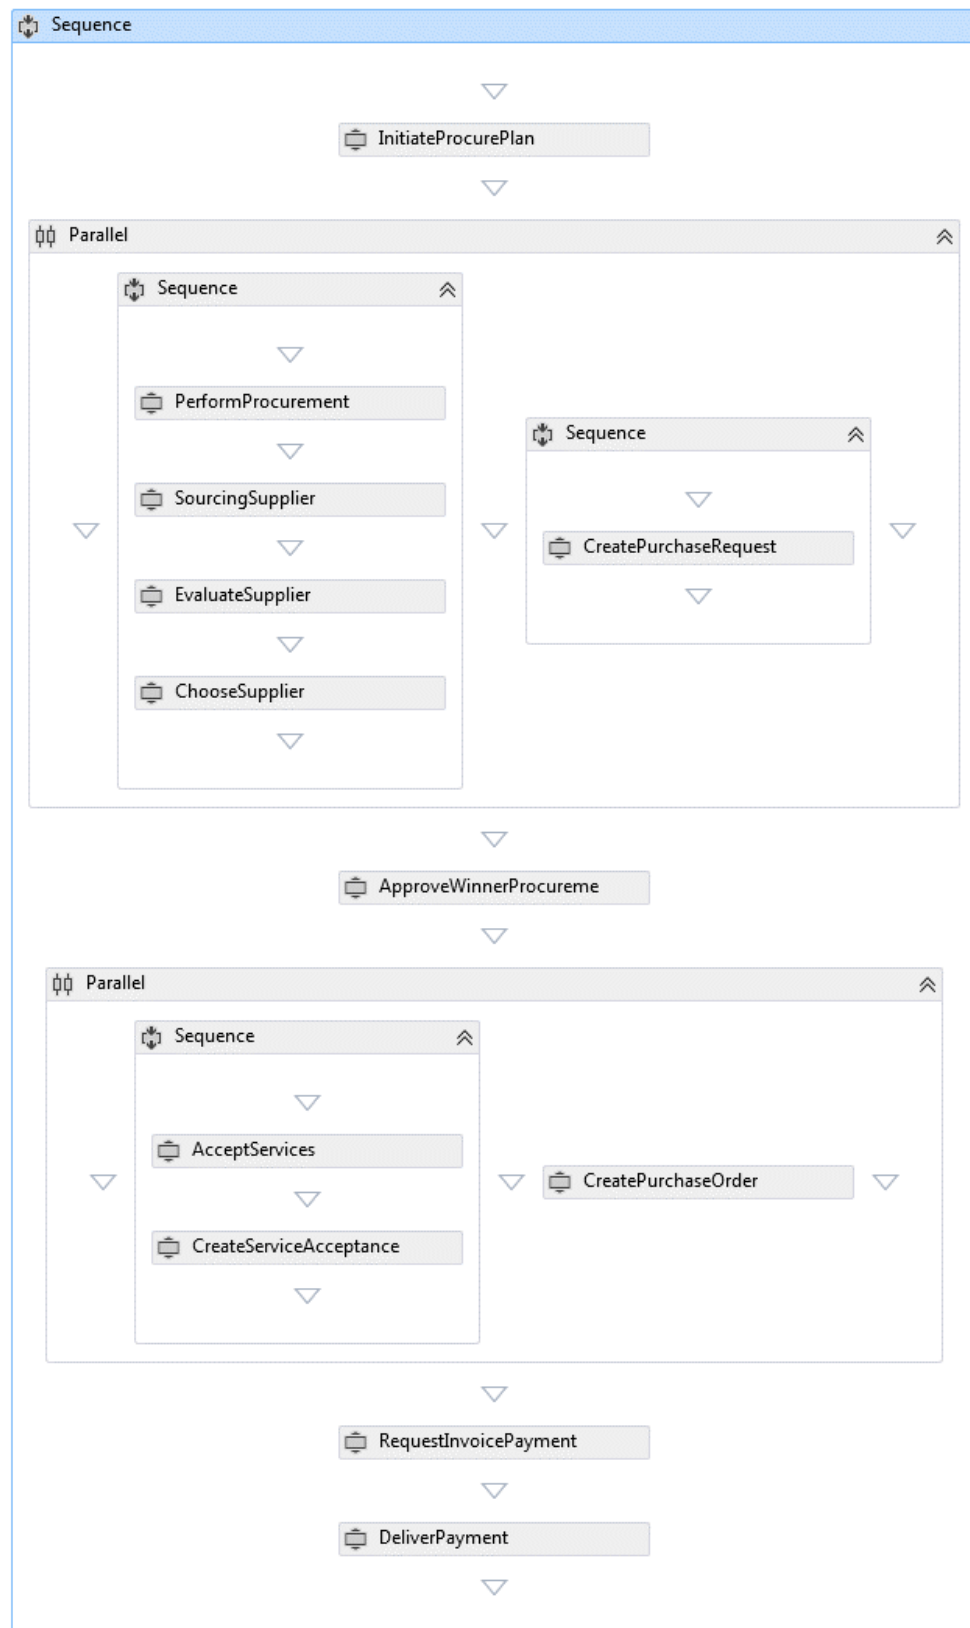 Sequence
InitiateProcurePlan
Parallel
Sequence
PerformProcurement
SourcingSupplier
EvaluateSupplier
ChooseSupplier
Sequence
CreatePurchaseRequest
ApproveWinnerProcureme
Parallel
Sequence
AcceptServices
CreateServiceAcceptance
CreatePurchaseOrder
RequestInvoicePayment
DeliverPayment